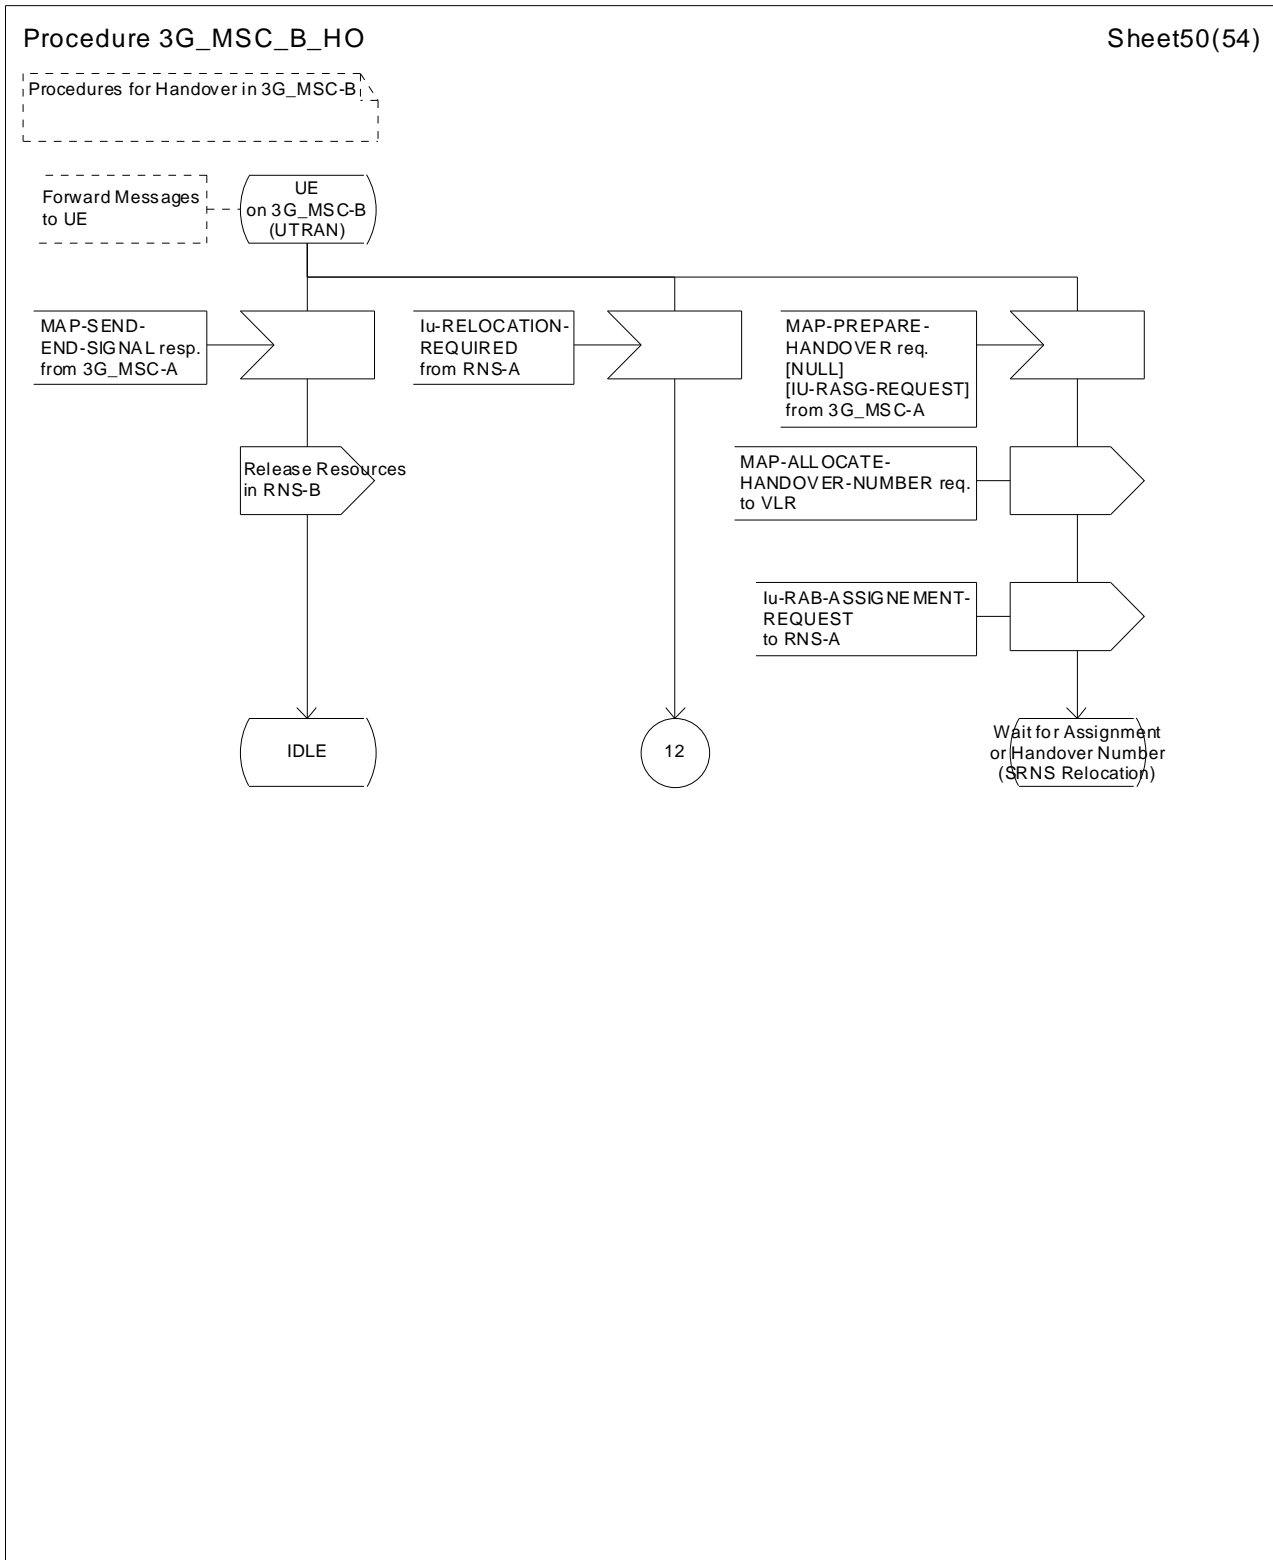 Procedure 3G_MSC_B_HO
Sheet50(54)
Procedures for Handover in 3G_MSC-B
Forward Messages
to UE
UE
on 3G_MSC-B
(UTRAN)
MAP-SEND-
END-SIGNAL resp.
from 3G_MSC-A
Iu-RELOCATION-
REQUIRED
from RNS-A
MAP-PREPARE-
HANDOVER req.
[NULL]
[IU-RASG-REQUEST]
from 3G_MSC-A
Release Resources
in RNS-B
MAP-ALLOCATE-
HANDOVER-NUMBER req.
to VLR
Iu-RAB-ASSIGNEMENT-
REQUEST
to RNS-A
IDLE
12
Wait for Assignment
or Handover Number
(SRNS Relocation)